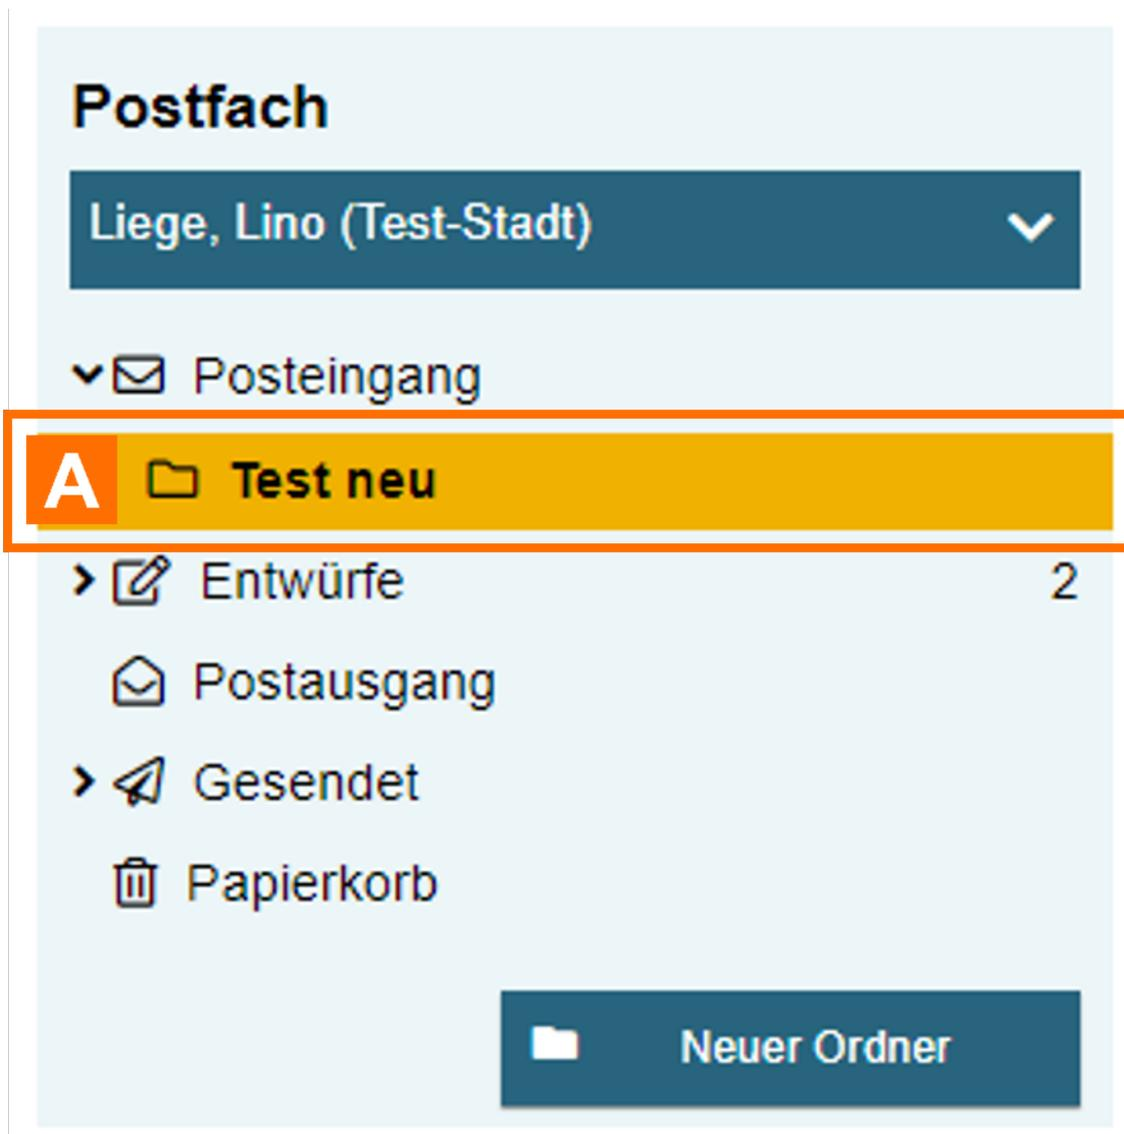 Postfach
Liege, Lino (Test-Stadt)
Posteingang
A Test neu
Entwürfe 2
Postausgang
Gesendet
Papierkorb
Neuer Ordner